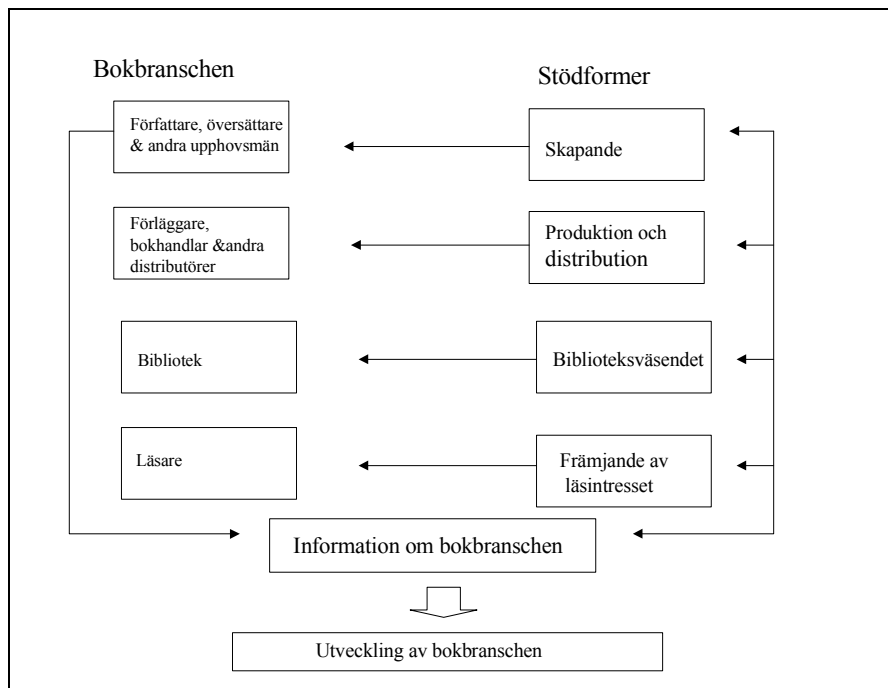 Bokbranschen
Stödformer
Författare, översättare
& andra upphovsmän
Skapande
Förläggare,
bokhandlar &andra
distributörer
Produktion och
distribution
Bibliotek
Biblioteksväsendet
Läsare
Främjande av
läsintresset
Information om bokbranschen
Utveckling av bokbranschen